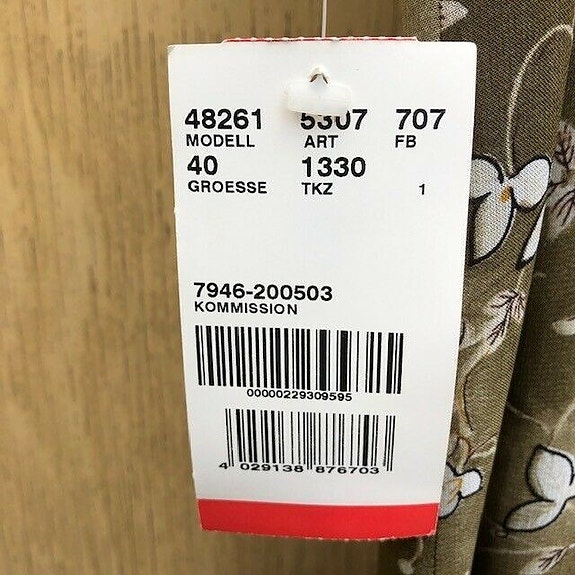 48261 5307 707
MODELL ART FB
40 1330
GROESSE TKZ 1
7946-200503
KOMMISSION
00000229309595
4 029138 876703